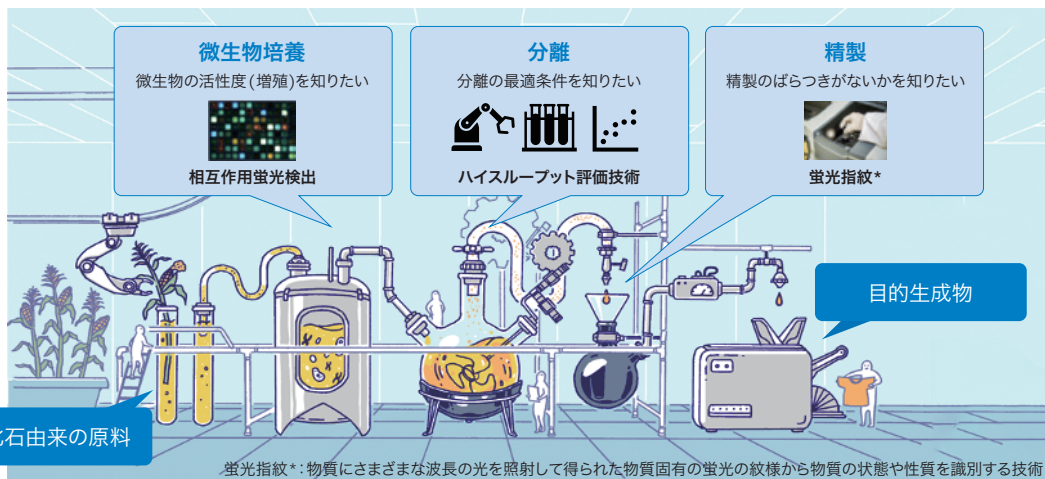 微生物培養
微生物の活性度(増殖)を知りたい
相互作用蛍光検出
分離
分離の最適条件を知りたい
ハイスループット評価技術
精製
精製のばらつきがないかを知りたい
蛍光指紋*
目的生成物
化石由来の原料
蛍光指紋*:物質にさまざまな波長の光を照射して得られた物質固有の蛍光の紋様から物質の状態や性質を識別する技術